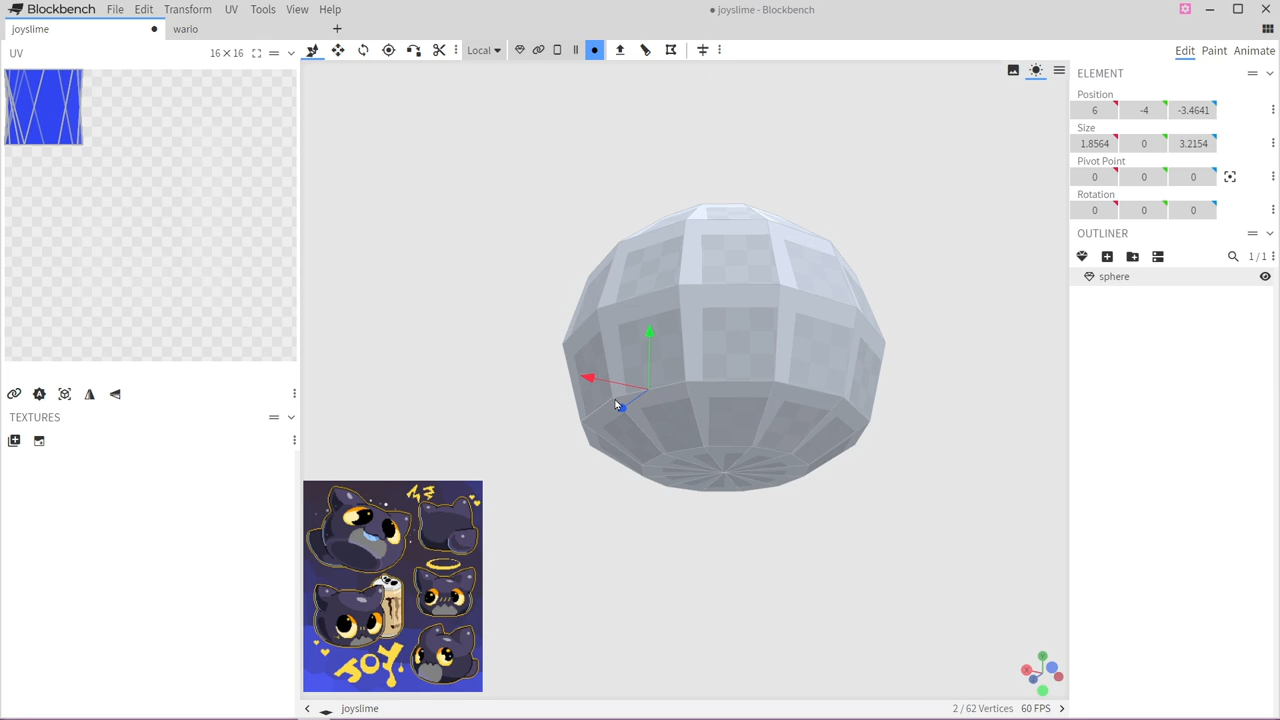 Blockbench File Edit Transform UV Tools View Help
joyslime - Blockbench
joyslime wario
UV 16×16
Local
Edit Paint Animate
ELEMENT
Position
6 -4 -3.4641
Size
1.8564 0 3.2154
Pivot Point
0 0 0
Rotation
0 0 0
OUTLINER
1/1
sphere
TEXTURES
JOY
joyslime
2 / 62 Vertices 60 FPS